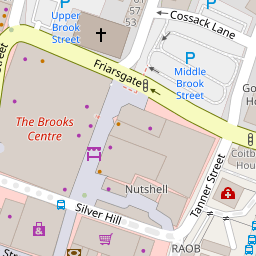 Cossack Lane
Upper
Brook
Street
63
57
53
P
P
Middle
Brook
Street
Friarsgate
The Brooks
Centre
Tanner Street
Nutshell
Silver Hill
RAOB